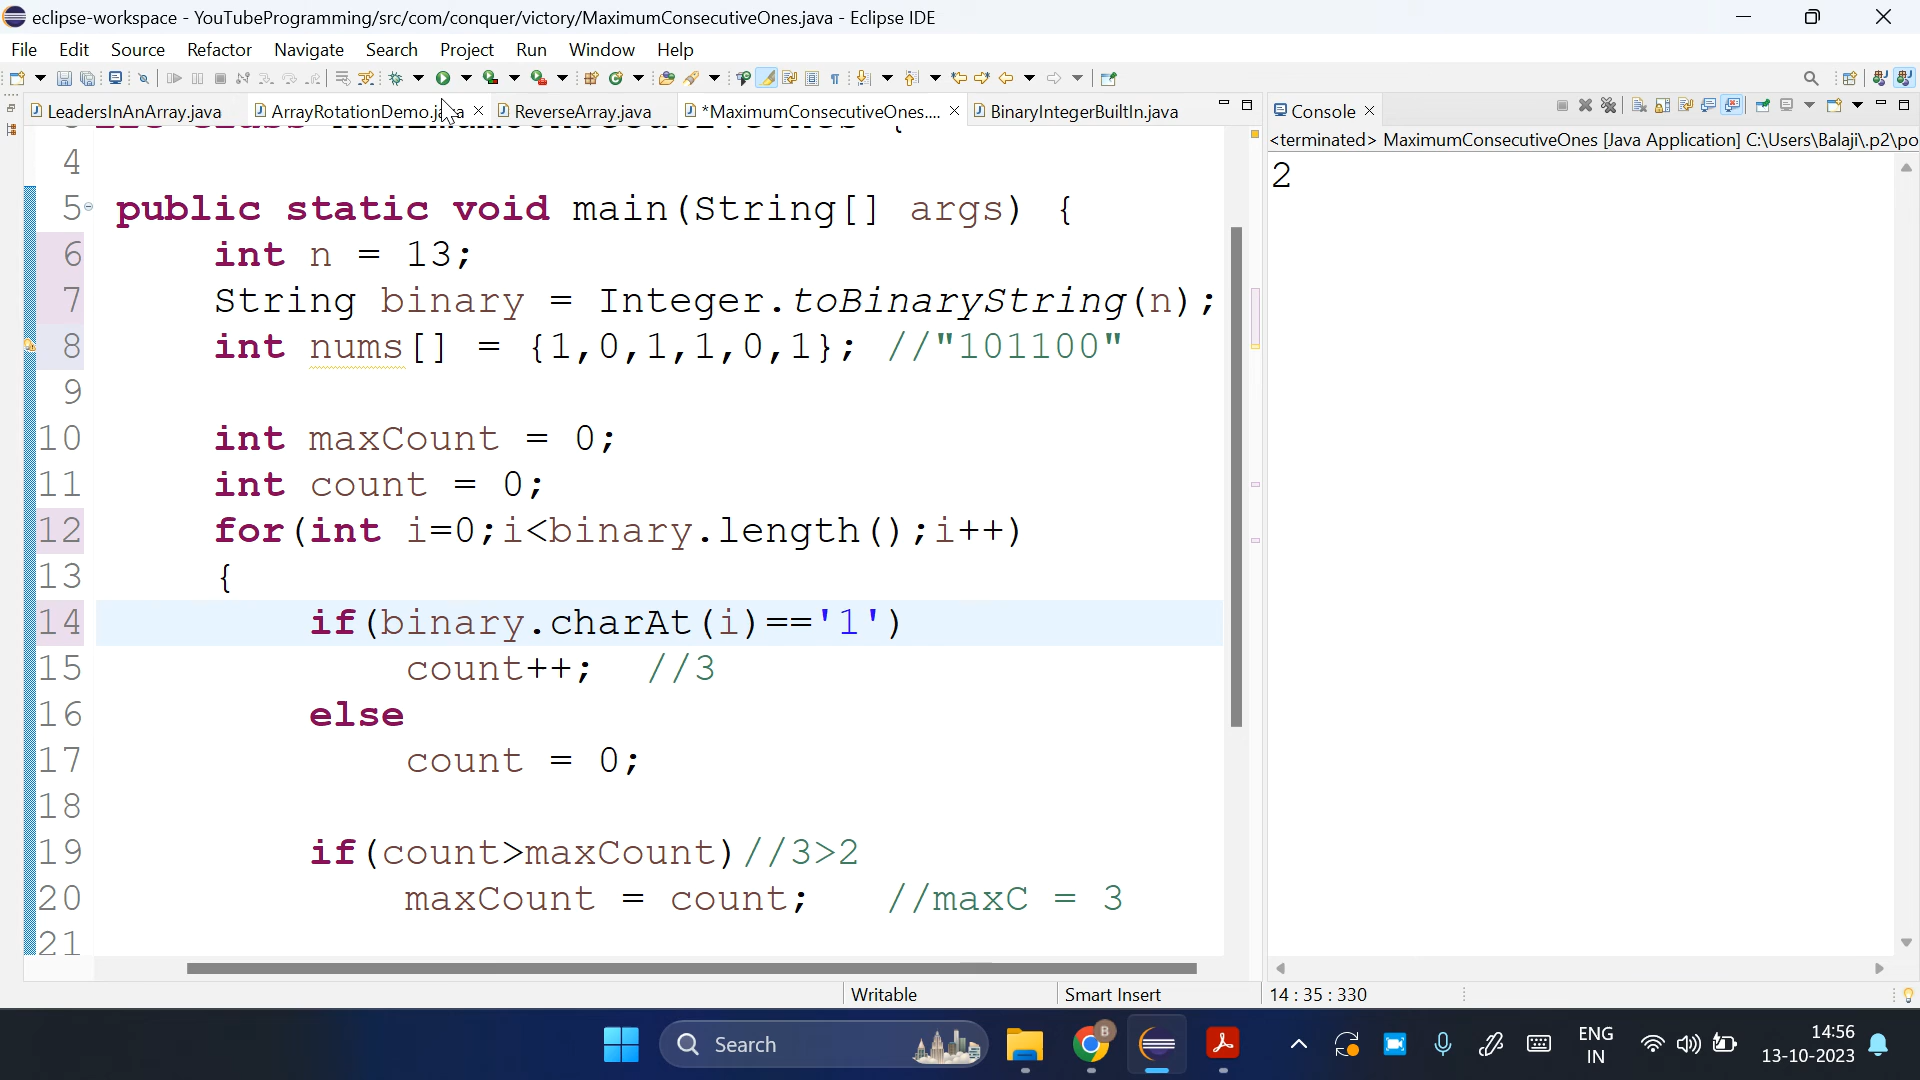 eclipse-workspace - YouTubeProgramming/src/com/conquer/victory/MaximumConsecutiveOnes.java - Eclipse IDE
File Edit Source Refactor Navigate Search Project Run Window Help
LeadersInAnArray.java ArrayRotationDemo.java ReverseArray.java *MaximumConsecutiveOnes.... BinaryIntegerBuiltIn.java
Console
<terminated> MaximumConsecutiveOnes [Java Application] C:\Users\Balaji\.p2\po
2
4
5 public static void main(String[] args) {
6 int n = 13;
7 String binary = Integer.toBinaryString(n);
8 int nums[] = {1,0,1,1,0,1}; //"101100"
9
10 int maxCount = 0;
11 int count = 0;
12 for(int i=0;i<binary.length();i++)
13 {
14 if(binary.charAt(i)=='1')
15 count++; //3
16 else
17 count = 0;
18
19 if(count>maxCount)//3>2
20 maxCount = count; //maxC = 3
21
Writable Smart Insert 14 : 35 : 330
Search
ENG
IN
14:56
13-10-2023